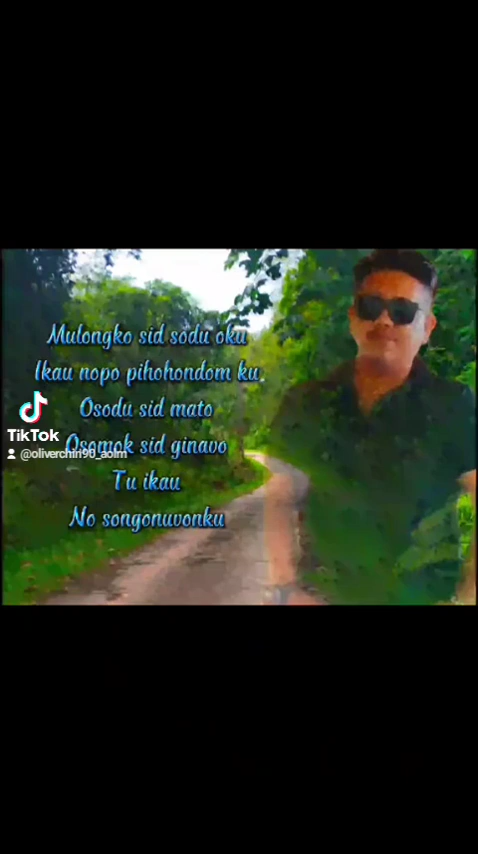 Mulongko sid sodu oku
Ikau nopo pihohondom ku.
Osodu sid mato
Osomok sid ginavo
Tu ikau
No songonuvonku
TikTok
@oliverchin90_aolm